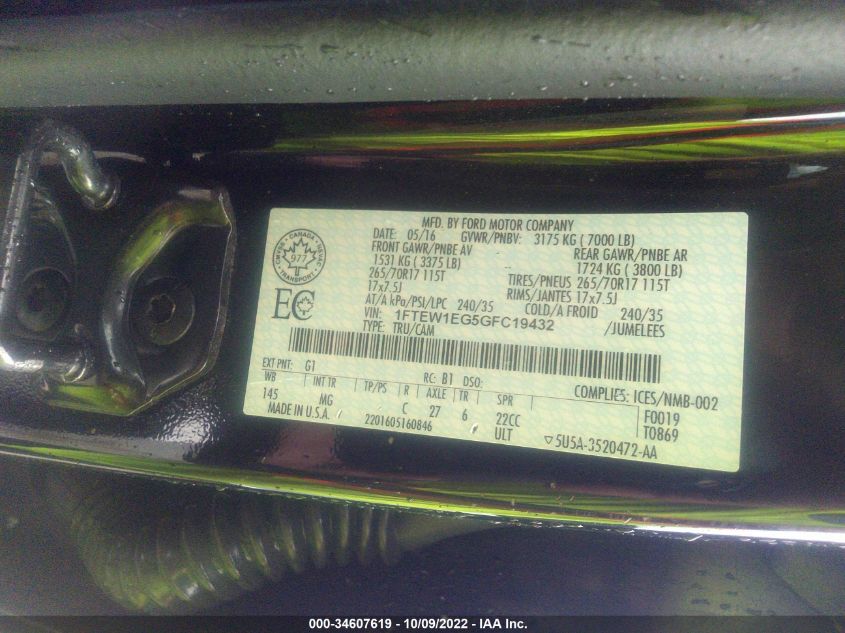 MFD. BY FORD MOTOR COMPANY
DATE: 05/16 GVWR/PNBV: 3175 KG ( 7000 LB)
FRONT GAWR/PNBE AV REAR GAWR/PNBE AR
1531 KG ( 3375 LB) 1724 KG ( 3800 LB)
265/70R17 115T TIRES/PNEUS 265/70R17 115T
17x7.5J RIMS/JANTES 17x7.5J
AT/A kPa/PSI/LPC 240/35 COLD/A FROID 240/35
VIN: 1FTEW1EG5GFC19432 /JUMELEES
TYPE: TRU/CAM
CANADA
977
TRANSPORT
EC
EXT PNT: G1 RC: B1 DSO: COMPLIES: ICES/NMB-002
WB INT TR TP/PS R AXLE TR SPR F0019
145 MG C 27 6 22CC T0869
MADE IN U.S.A. 2201605160846 ULT ▽5U5A-3520472-AA
000-34607619 - 10/09/2022 - IAA Inc.